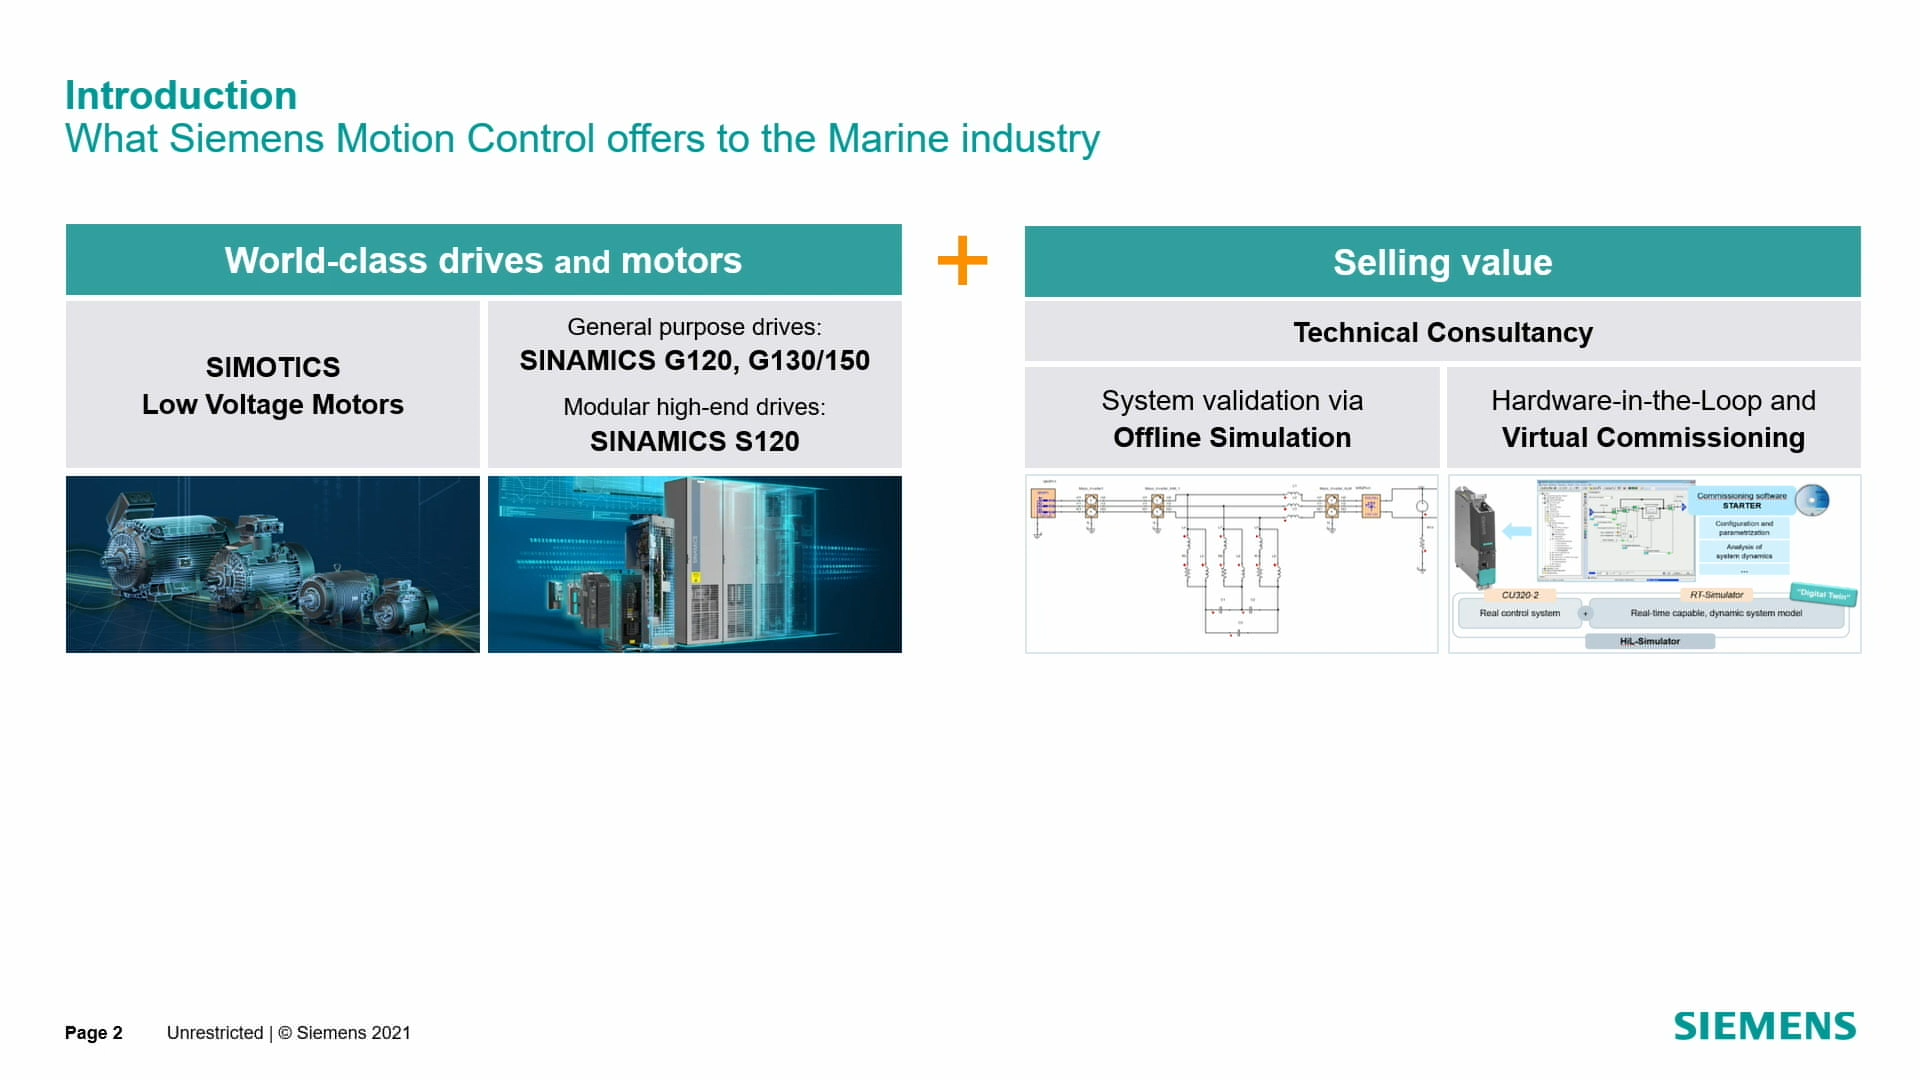 Introduction
What Siemens Motion Control offers to the Marine industry
World-class drives and motors
SIMOTICS
Low Voltage Motors
General purpose drives:
SINAMICS G120, G130/150
Modular high-end drives:
SINAMICS S120
+
Selling value
Technical Consultancy
System validation via
Offline Simulation
Hardware-in-the-Loop and
Virtual Commissioning
Commissioning software
STARTER
Configuration and
parametrization
Analysis of
system dynamics
...
CU320-2
RT-Simulator
"Digital Twin"
Real control system
+
Real-time capable, dynamic system model
HiL-Simulator
Page 2
Unrestricted | © Siemens 2021
SIEMENS